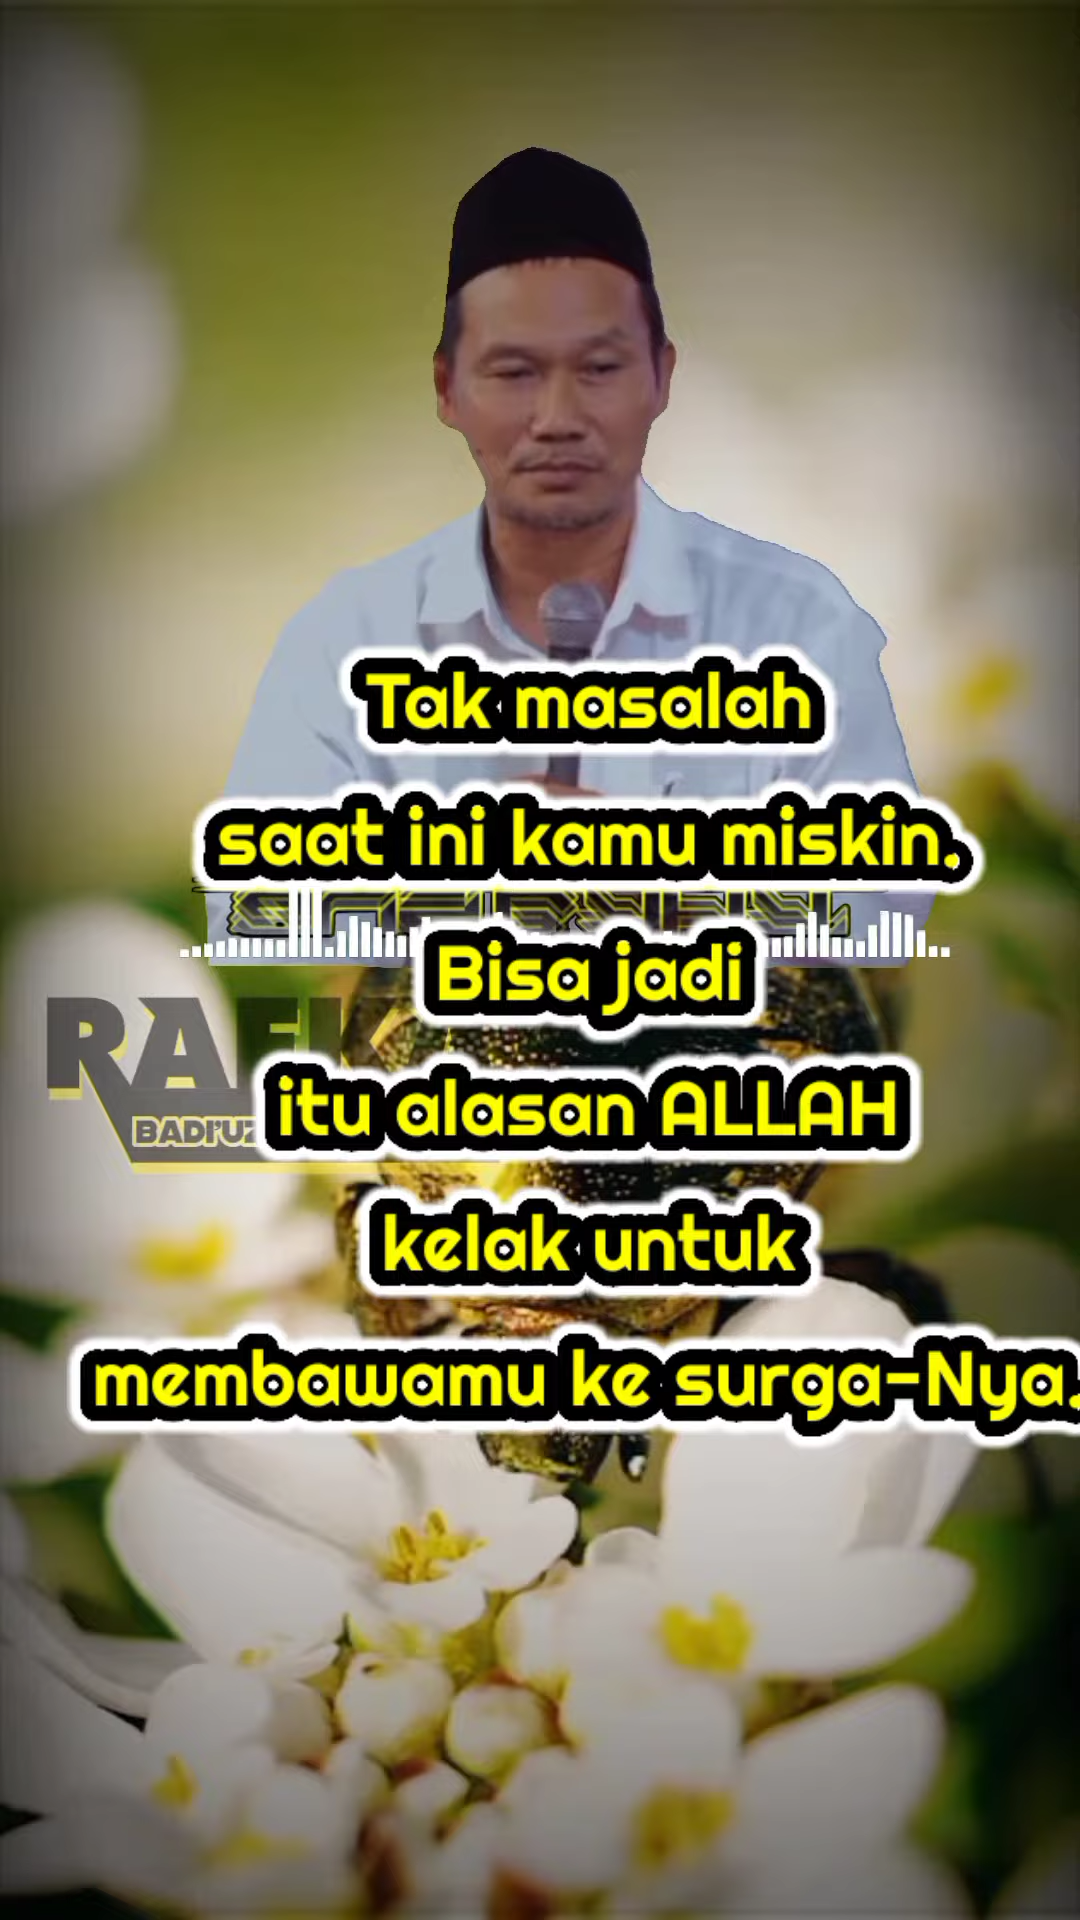 Tak masalah
saat ini kamu miskin.
Bisa jadi
itu alasan ALLAH
kelak untuk
membawamu ke surga-Nya.